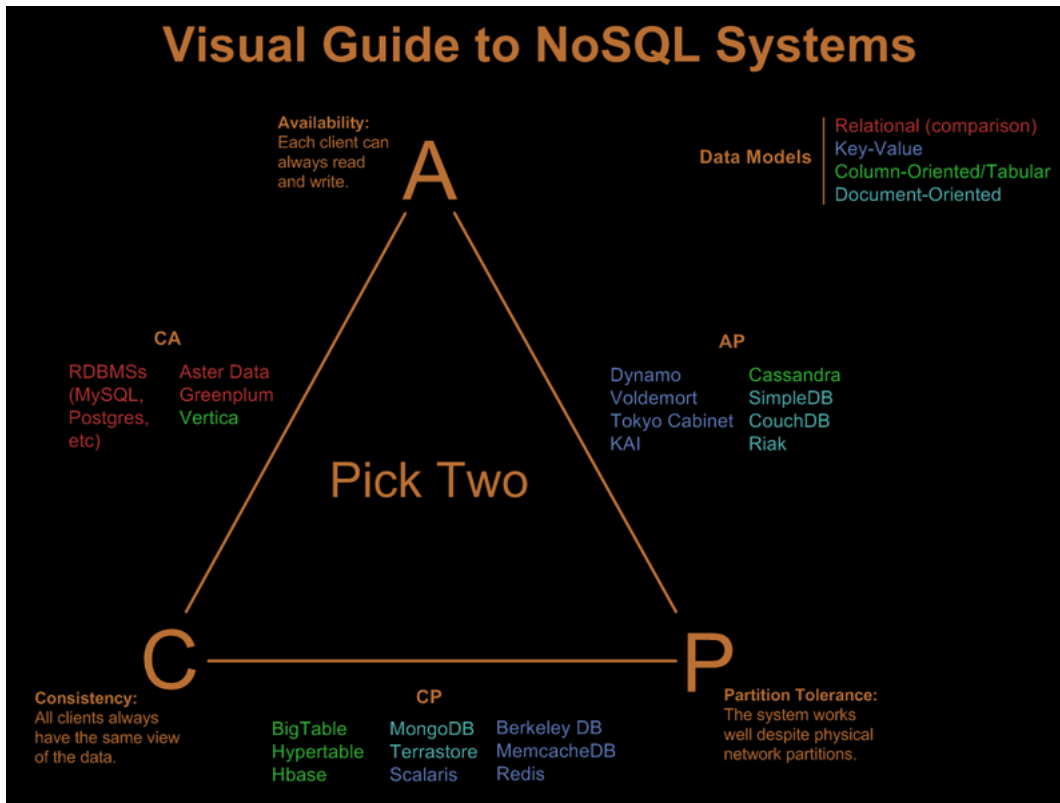 Visual Guide to NoSQL Systems
Availability:
Each client can
always read
and write.
A
Data Models
Relational (comparison)
Key-Value
Column-Oriented/Tabular
Document-Oriented
CA
RDBMSs
(MySQL,
Postgres,
etc)
Aster Data
Greenplum
Vertica
AP
Dynamo
Voldemort
Tokyo Cabinet
KAI
Cassandra
SimpleDB
CouchDB
Riak
Pick Two
C
Consistency:
All clients always
have the same view
of the data.
CP
BigTable
Hypertable
Hbase
MongoDB
Terrastore
Scalaris
Berkeley DB
MemcacheDB
Redis
P
Partition Tolerance:
The system works
well despite physical
network partitions.